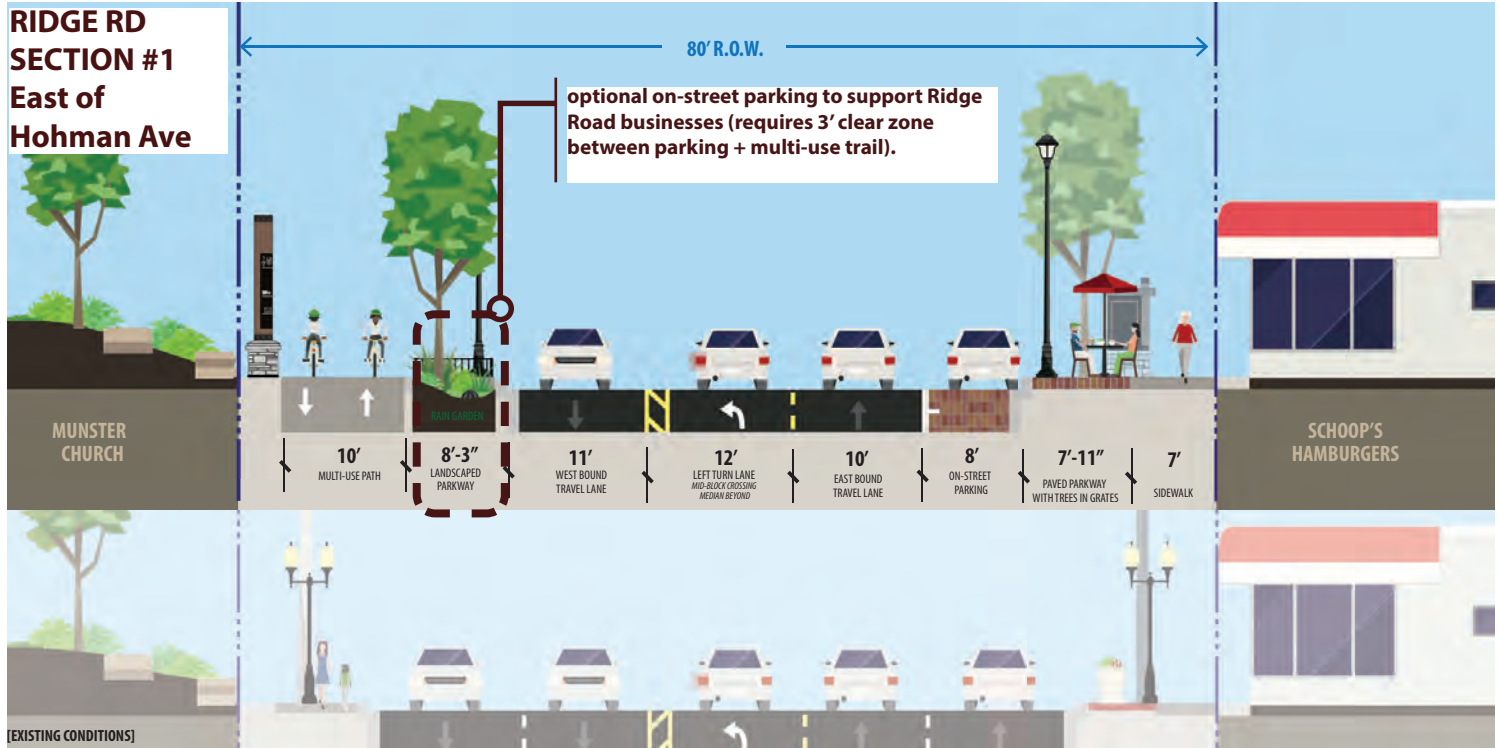 RIDGE RD
SECTION #1
East of
Hohman Ave
80' R.O.W.
optional on-street parking to support Ridge
Road businesses (requires 3' clear zone
between parking + multi-use trail).
RAIN GARDEN
MUNSTER
CHURCH
10'
MULTI-USE PATH
8'-3"
LANDSCAPED
PARKWAY
11'
WEST BOUND
TRAVEL LANE
12'
LEFT TURN LANE
MID-BLOCK CROSSING
MEDIAN BEYOND
10'
EAST BOUND
TRAVEL LANE
8'
ON-STREET
PARKING
7'-11"
PAVED PARKWAY
WITH TREES IN GRATES
7'
SIDEWALK
SCHOOP'S
HAMBURGERS
[EXISTING CONDITIONS]